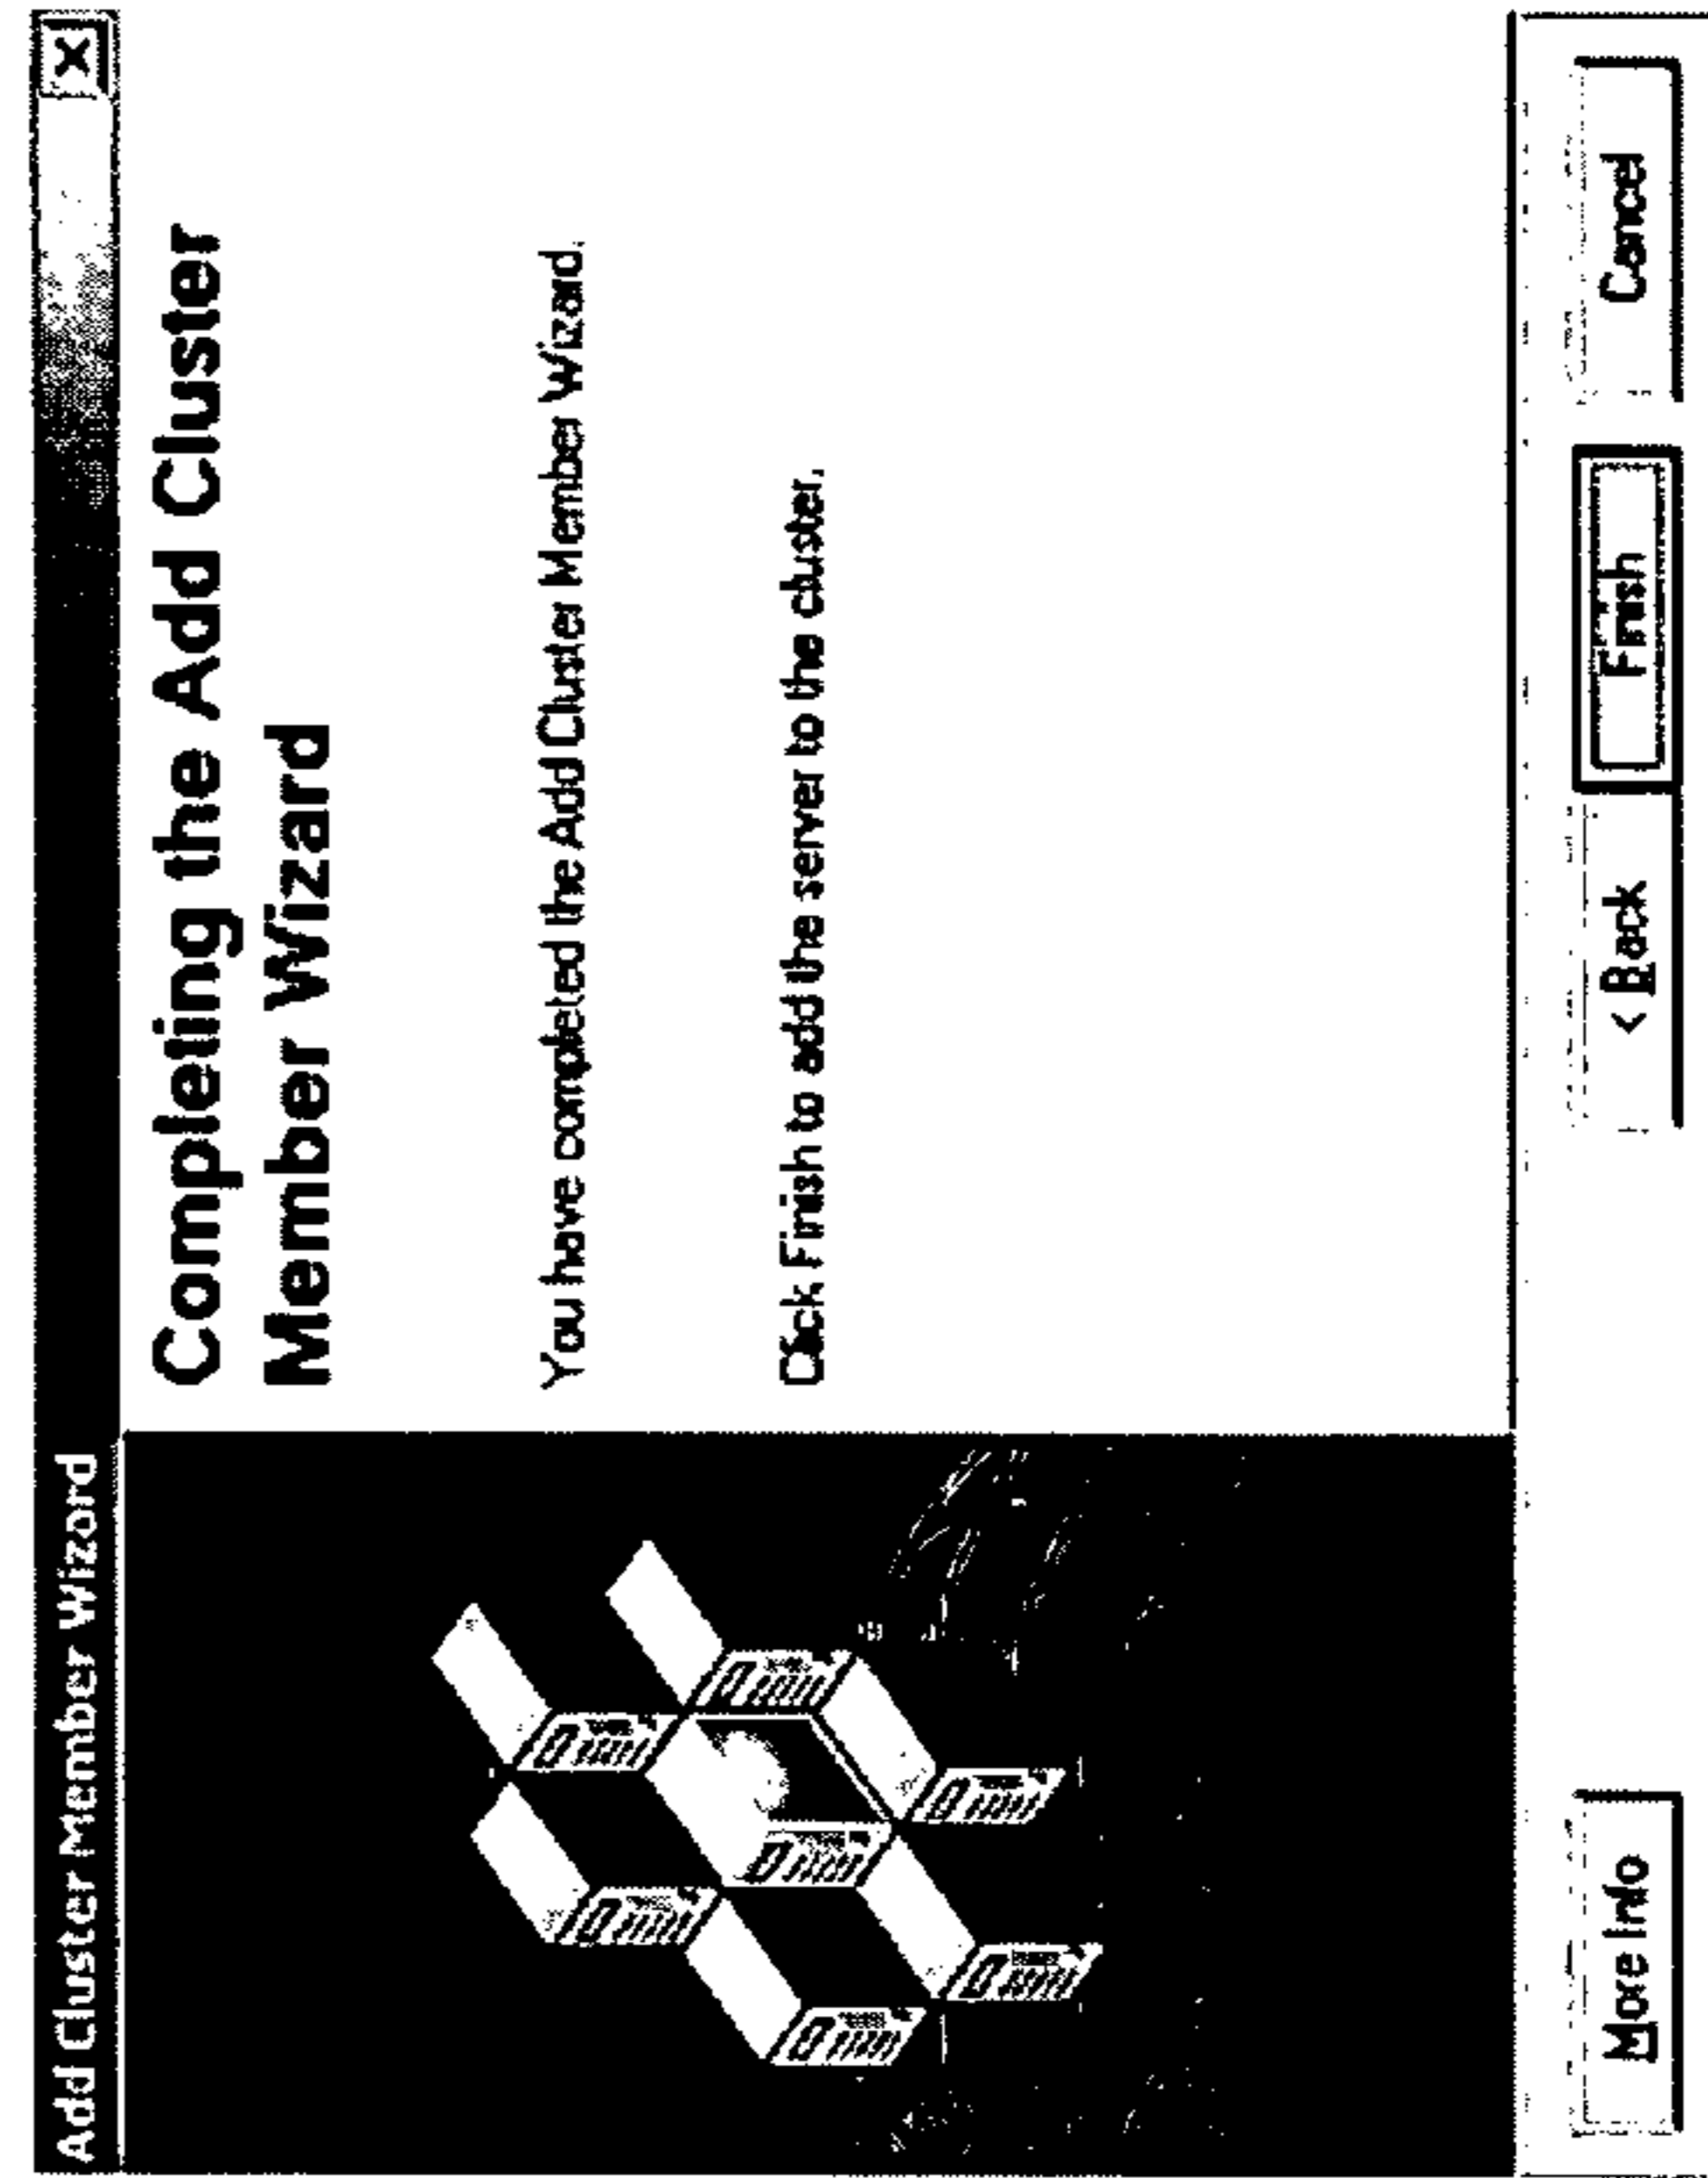 Add Cluster Member Wizard
Completing the Add Cluster
Member Wizard
You have completed the Add Cluster Member Wizard.
Click Finish to add the server to the cluster.
More Info
< Back
Finish
Cancel